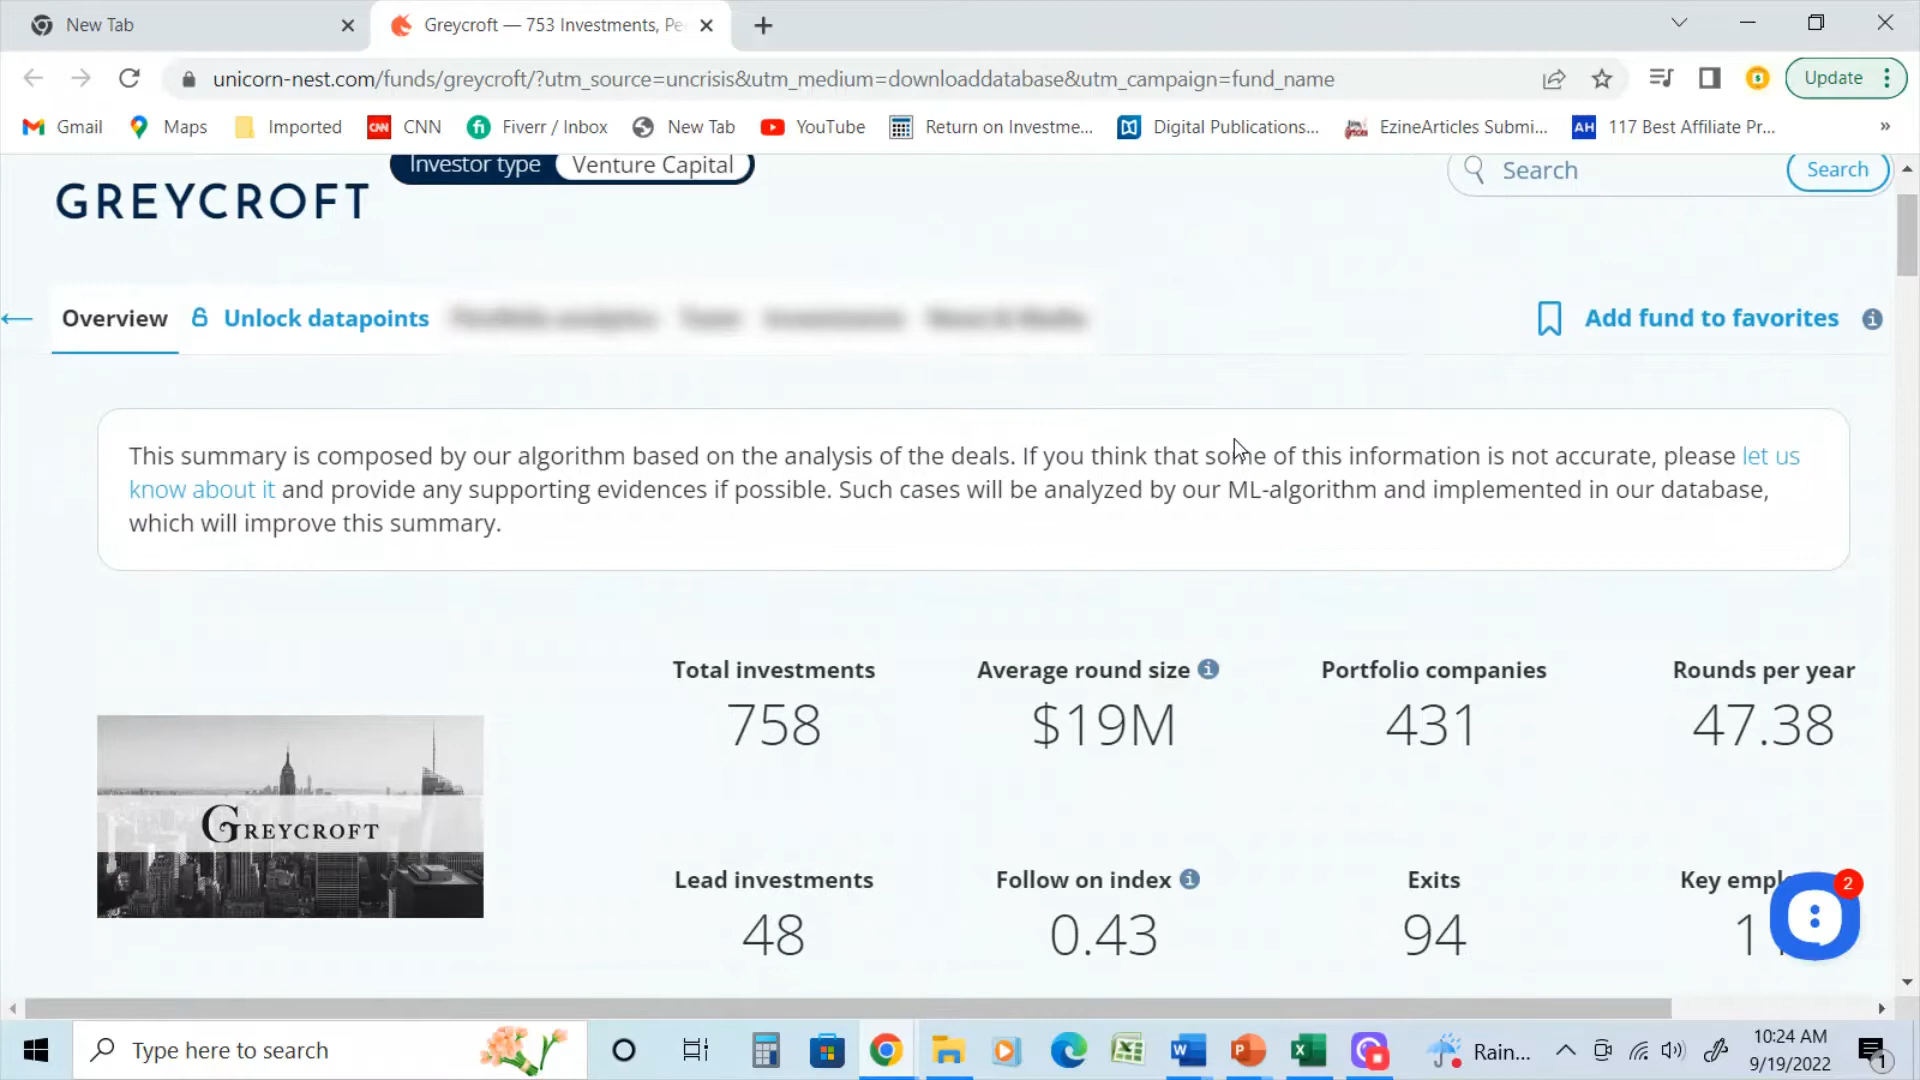 New Tab
Greycroft — 753 Investments, Pe
unicorn-nest.com/funds/greycroft/?utm_source=uncrisis&utm_medium=downloaddatabase&utm_campaign=fund_name
Update
Gmail Maps Imported CNN CNN Fiverr / Inbox New Tab YouTube Return on Investme... Digital Publications... EzineArticles Submi... AH 117 Best Affiliate Pr... »
Investor type Venture Capital
GREYCROFT
Search Search
Overview Unlock datapoints
Add fund to favorites
This summary is composed by our algorithm based on the analysis of the deals. If you think that some of this information is not accurate, please let us
know about it and provide any supporting evidences if possible. Such cases will be analyzed by our ML-algorithm and implemented in our database,
which will improve this summary.
Total investments Average round size Portfolio companies Rounds per year
758 $19M 431 47.38
GREYCROFT
Lead investments Follow on index Exits Key empl
48 0.43 94 1
2
Type here to search
Rain...
10:24 AM
9/19/2022
1